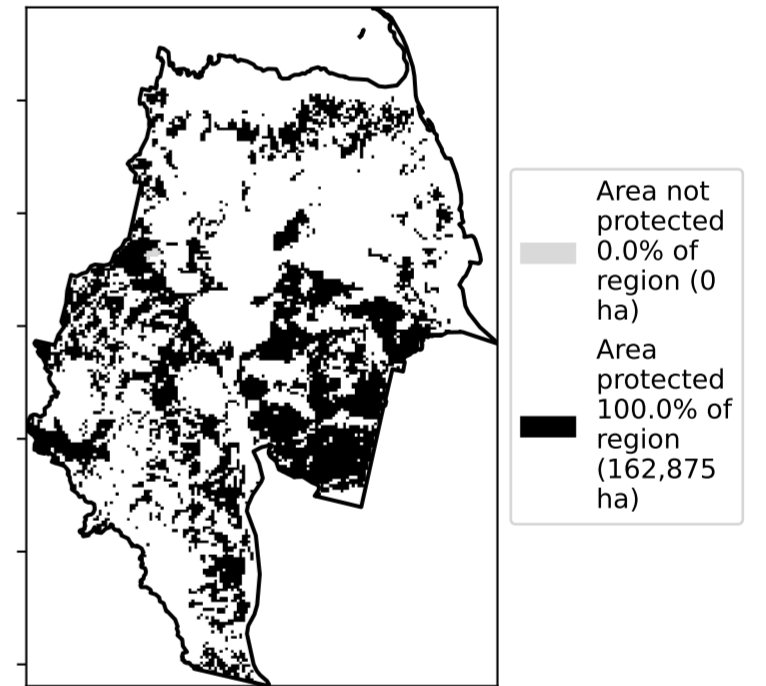 Area not
protected
0.0% of
region (0
ha)
Area
protected
100.0% of
region
(162,875
ha)